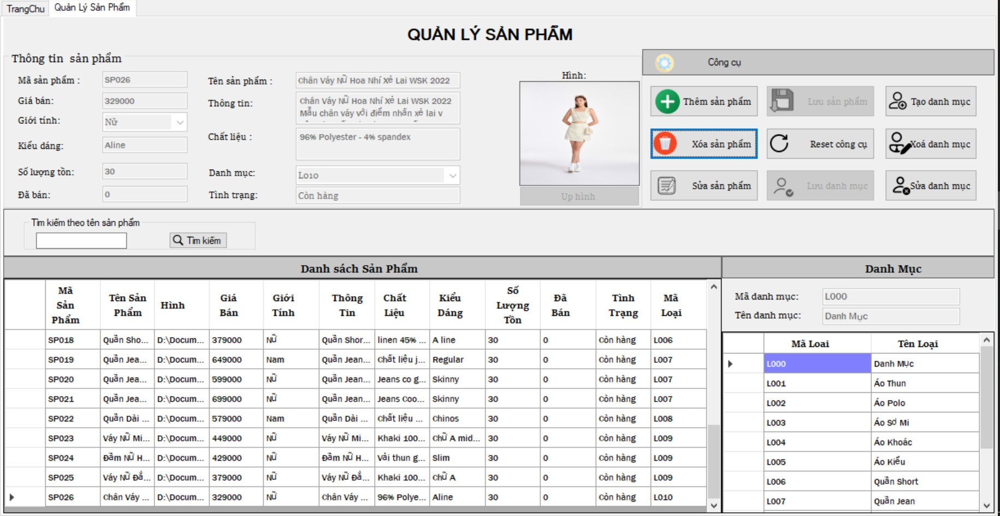 TrangChu
Quản Lý Sản Phẩm
QUẢN LÝ SẢN PHẨM
Thông tin sản phẩm
Mã sản phẩm :
SP026
Giá bán:
329000
Giới tính:
Nữ
Kiểu dáng:
Aline
Số lượng tồn:
30
Đã bán:
0
Tên sản phẩm :
Chân Váy Nữ Hoa Nhí Xẻ Lai WSK 2022
Thông tin:
Chân Váy Nữ Hoa Nhí Xẻ Lai WSK 2022
Mẫu chân váy với điểm nhấn xẻ lai v
Chất liệu :
96% Polyester - 4% spandex
Danh mục:
L010
Tình trạng:
Còn hàng
Hình:
Up hình
Công cụ
Thêm sản phẩm
Lưu sản phẩm
Tạo danh mục
Xóa sản phẩm
Reset công cụ
Xoá danh mục
Sửa sản phẩm
Lưu danh mục
Sửa danh mục
Tìm kiếm theo tên sản phẩm
Tìm kiếm
Danh sách Sản Phẩm
Mã Sản Phẩm Tên Sản Phẩm Hình Giá Bán Giới Tính Thông Tin Chất Liệu Kiểu Dáng Số Lượng Tồn Đã Bán Tình Trạng Mã Loại
SP018 Quần Sho... D:\Docum... 379000 Nữ Quần Shor... linen 45% ... A line 30 0 Còn hàng L006
SP019 Quần Jea... D:\Docum... 649000 Nam Quần Jean... Chất liệu j... Regular 30 0 Còn hàng L007
SP020 Quần Jea... D:\Docum... 599000 Nữ Quần Jean... Jeans co g... Skinny 30 0 Còn hàng L007
SP021 Quần Jea... D:\Docum... 699000 Nữ Quần Jean... Jeans Coo... Skinny 30 0 Còn hàng L007
SP022 Quần Dài ... D:\Docum... 579000 Nam Quần Dài ... Chất liệu ... Chinos 30 0 Còn hàng L008
SP023 Váy Nữ Mi... D:\Docum... 449000 Nữ Váy Nữ Mi... Khaki 100... Chữ A mid... 30 0 Còn hàng L009
SP024 Đầm Nữ H... D:\Docum... 429000 Nữ Đầm Nữ H... Vải thun g... Slim 30 0 Còn hàng L009
SP025 Váy Nữ Đắ... D:\Docum... 379000 Nữ Váy Nữ Đắ... Khaki 100... Chữ A 30 0 Còn hàng L009
SP026 Chân Váy ... D:\Docum... 329000 Nữ Chân Váy ... 96% Polye... Aline 30 0 Còn hàng L010
Danh Mục
Mã danh mục:
L000
Tên danh mục:
Danh Mục
Mã Loai Tên Loại
L000 Danh Mục
L001 Áo Thun
L002 Áo Polo
L003 Áo Sơ Mi
L004 Áo Khoác
L005 Áo Kiểu
L006 Quần Short
L007 Quần Jean